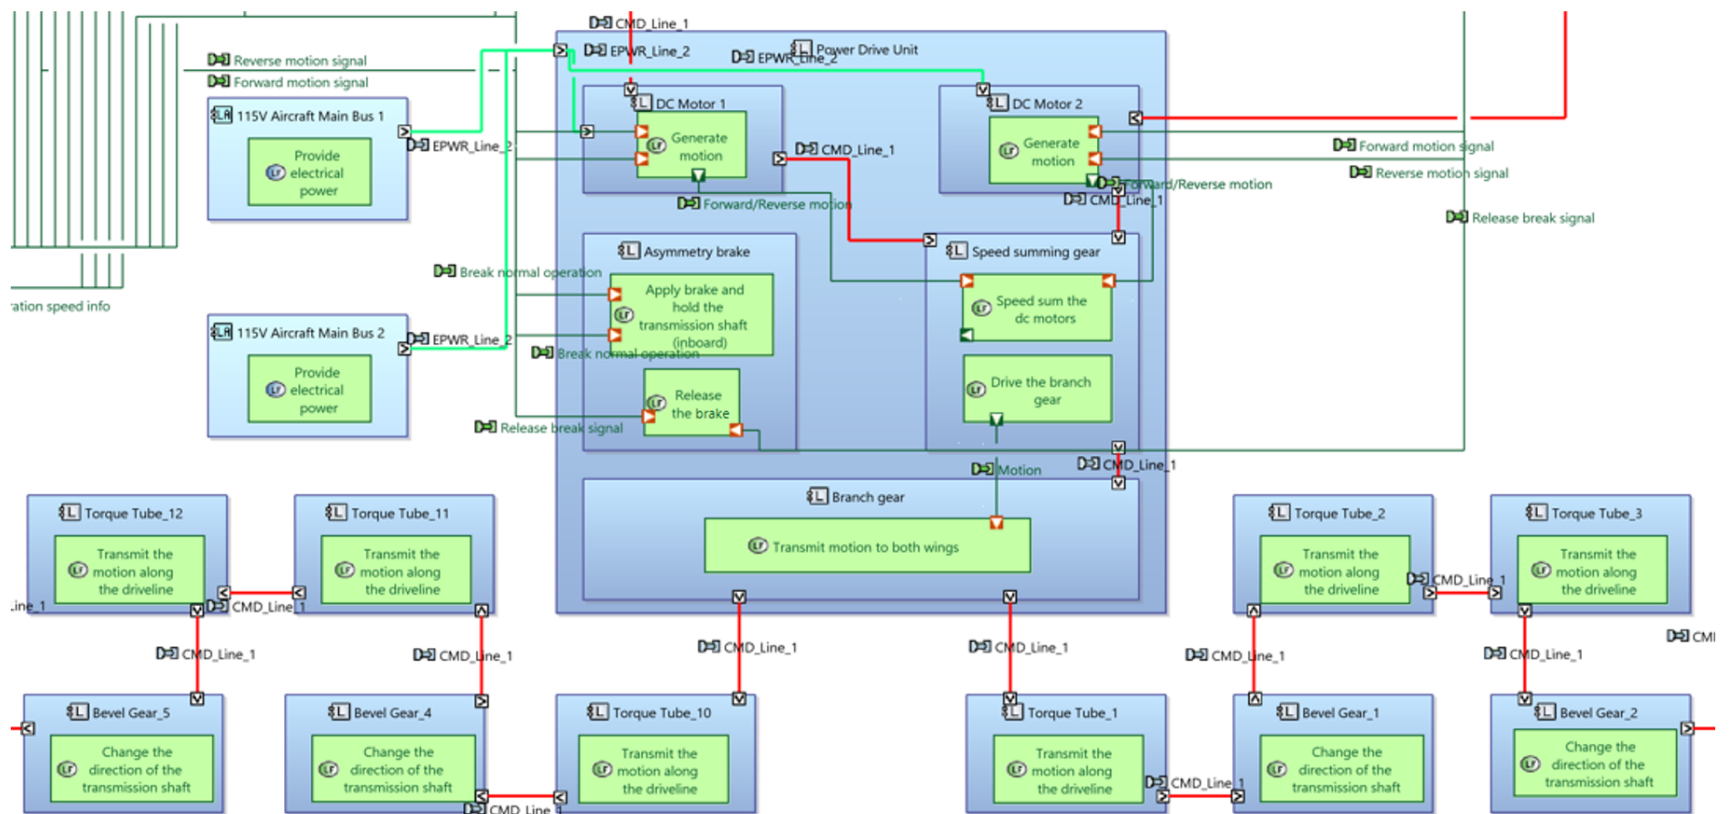 CMD_Line_1
EPWR_Line_2
EPWR_Line_2
Power Drive Unit
Reverse motion signal
Forward motion signal
115V Aircraft Main Bus 1
Provide
electrical
power
EPWR_Line_2
DC Motor 1
Generate
motion
CMD_Line_1
DC Motor 2
Generate
motion
Forward motion signal
Reverse motion signal
Forward/Reverse motion
Forward/Reverse motion
CMD_Line_1
Release break signal
Asymmetry brake
Speed summing gear
Break normal operation
Apply brake and
hold the
transmission shaft
(inboard)
Speed sum the
dc motors
ration speed info
115V Aircraft Main Bus 2
EPWR_Line_2
Provide
electrical
power
Break normal operation
Release
the brake
Drive the branch
gear
Release break signal
Motion
CMD_Line_1
Branch gear
Transmit motion to both wings
Torque Tube_12
Transmit the
motion along
the driveline
Torque Tube_11
Transmit the
motion along
the driveline
Torque Tube_2
Transmit the
motion along
the driveline
Torque Tube_3
Transmit the
motion along
the driveline
CMD_Line_1
Line_1
CMD_Line_1
CMD_Line_1
CMD_Line_1
CMD_Line_1
CMD_Line_1
CMD_Line_1
CMD_Line_1
CMI
Bevel Gear_5
Change the
direction of the
transmission shaft
Bevel Gear_4
Change the
direction of the
transmission shaft
Torque Tube_10
Transmit the
motion along
the driveline
Torque Tube_1
Transmit the
motion along
the driveline
CMD_Line_1
Bevel Gear_1
Change the
direction of the
transmission shaft
Bevel Gear_2
Change the
direction of the
transmission shaft
CMD_Line_1